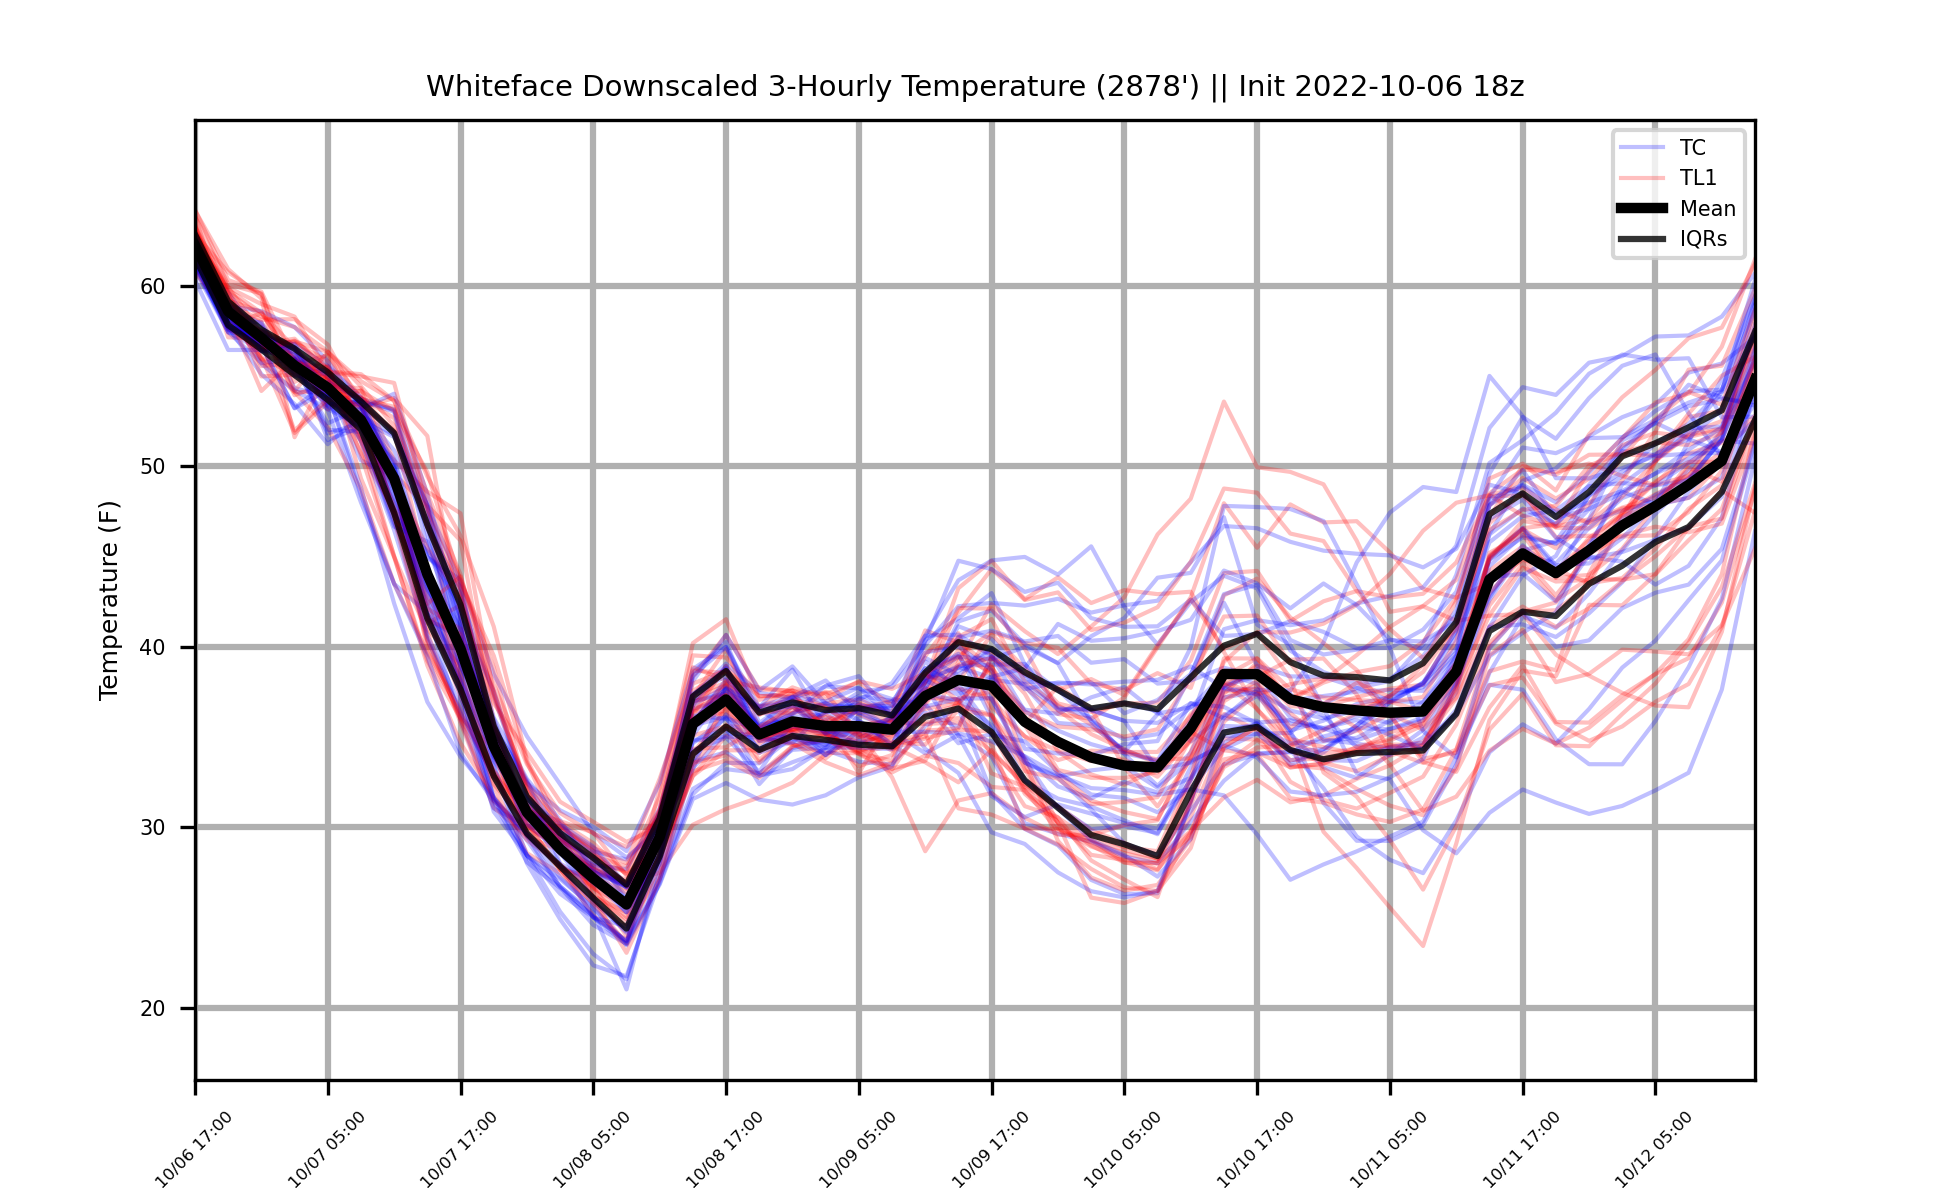 Whiteface Downscaled 3-Hourly Temperature (2878') || Init 2022-10-06 18z
TC
TL1
Mean
IQRs
Temperature (F)
60
50
40
30
20
10/06 17:00
10/07 05:00
10/07 17:00
10/08 05:00
10/08 17:00
10/09 05:00
10/09 17:00
10/10 05:00
10/10 17:00
10/11 05:00
10/11 17:00
10/12 05:00